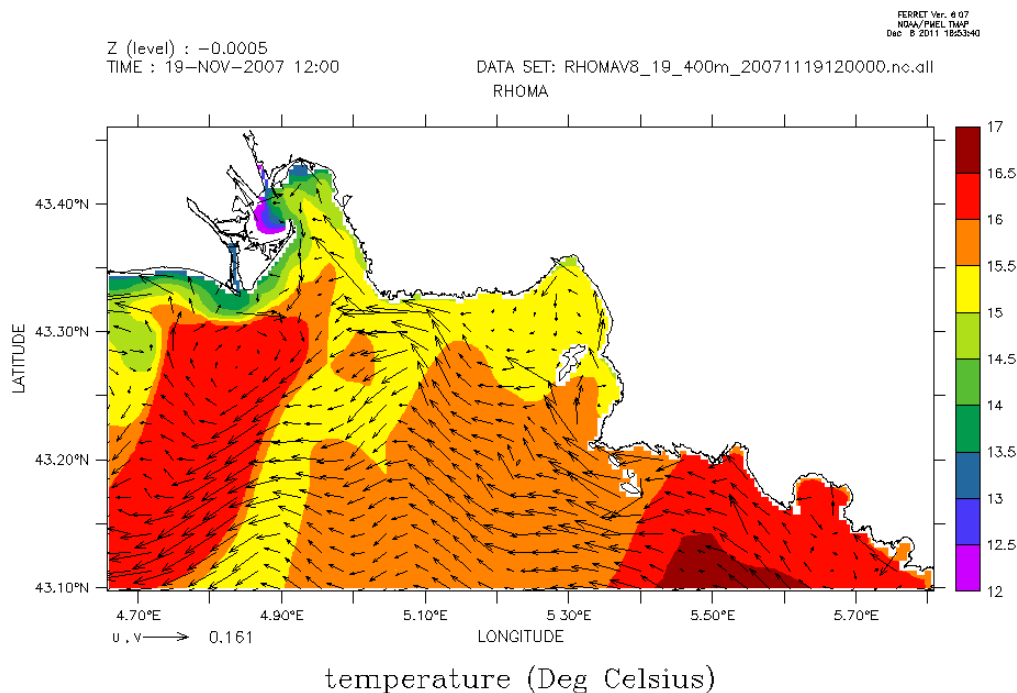 FERRET Ver. 6.07
NOAA/PMEL TMAP
Dec 8 2011 18:53:40
Z (level) : -0.0005
TIME : 19-NOV-2007 12:00
DATA SET: RHOMAV8_19_400m_20071119120000.nc.all
RHOMA
17
16.5
16
15.5
15
14.5
14
13.5
13
12.5
12
43.40°N
43.30°N
43.20°N
43.10°N
LATITUDE
4.70°E
4.90°E
5.10°E
5.30°E
5.50°E
5.70°E
LONGITUDE
U,V 0.161
temperature (Deg Celsius)